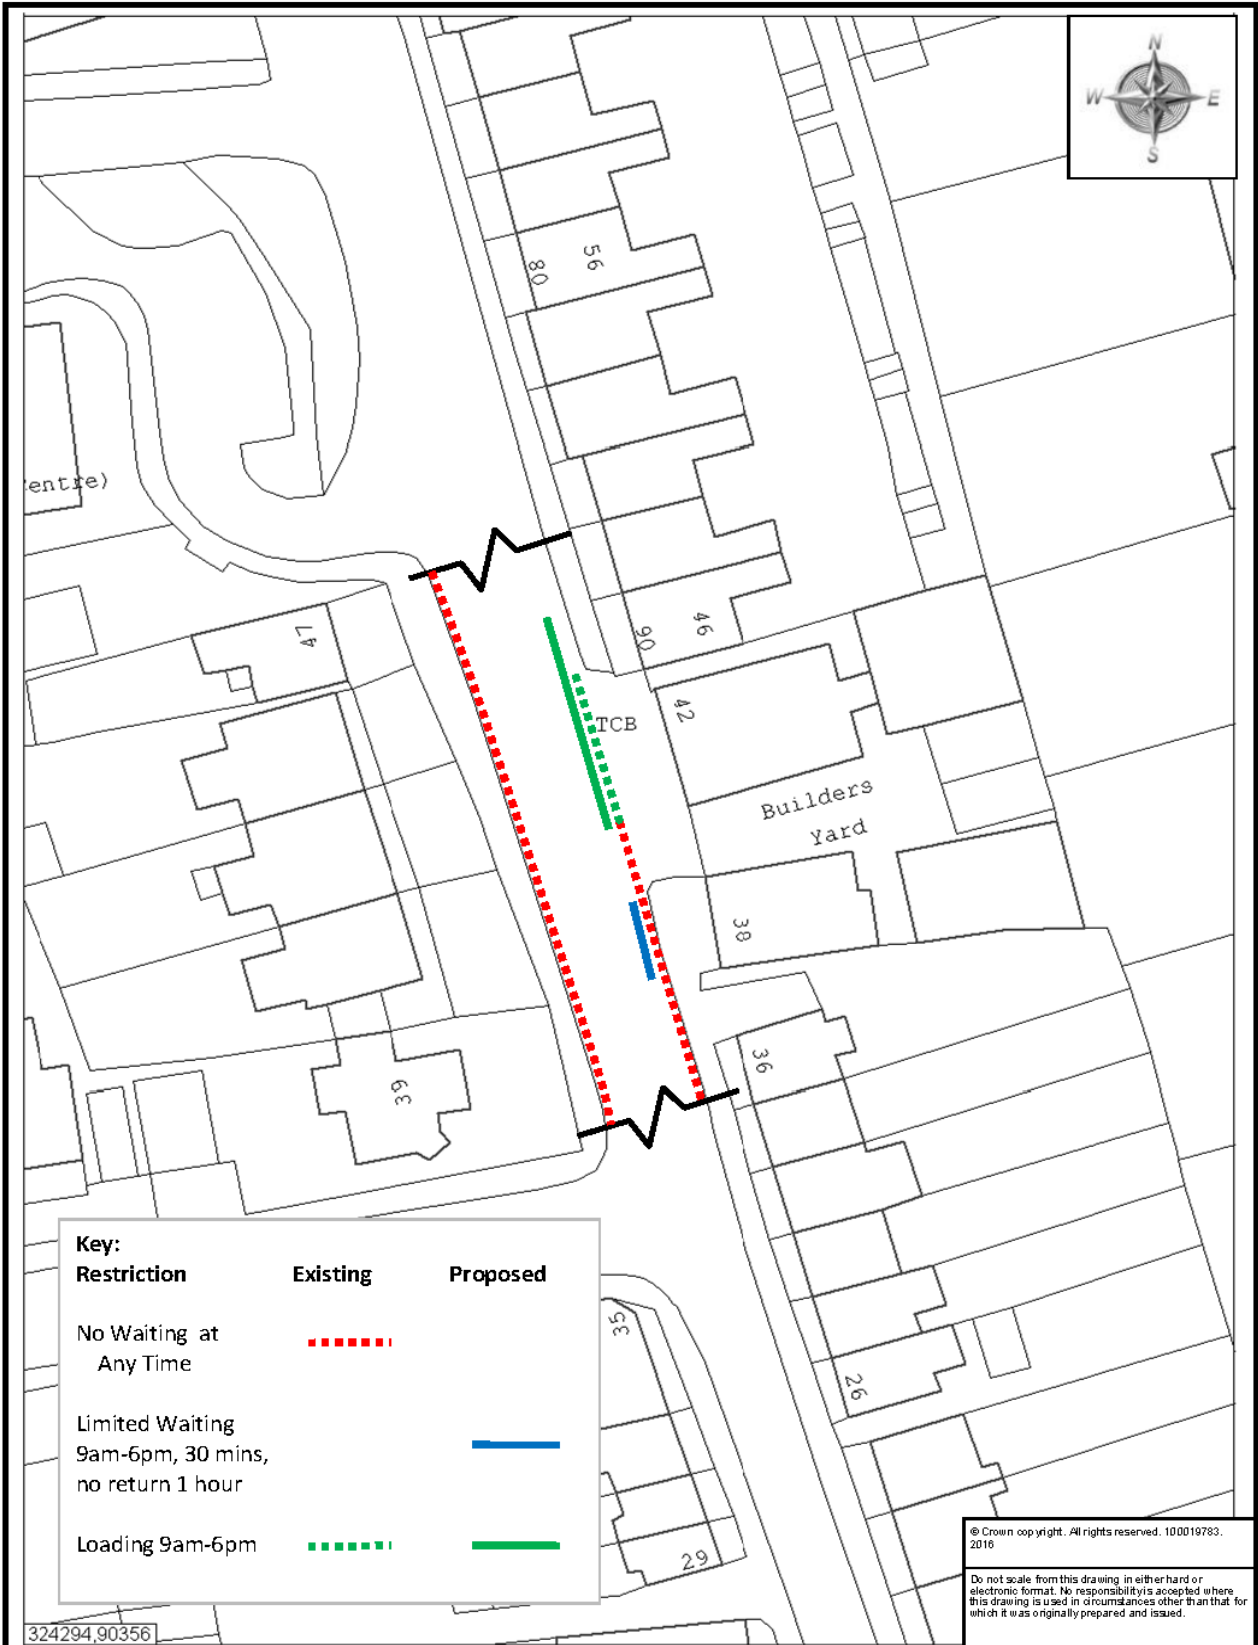 N
W E
S
56
80
entre)
47
46
90
42
TCB
Builders
Yard
38
36
39
Key:
Restriction Existing Proposed
No Waiting at
Any Time
Limited Waiting
9am-6pm, 30 mins,
no return 1 hour
Loading 9am-6pm
35
26
29
© Crown copyright. All rights reserved. 100019783.
2016
Do not scale from this drawing in either hard or
electronic format. No responsibility is accepted where
this drawing is used in circumstances other than that for
which it was originally prepared and issued.
324294,90356